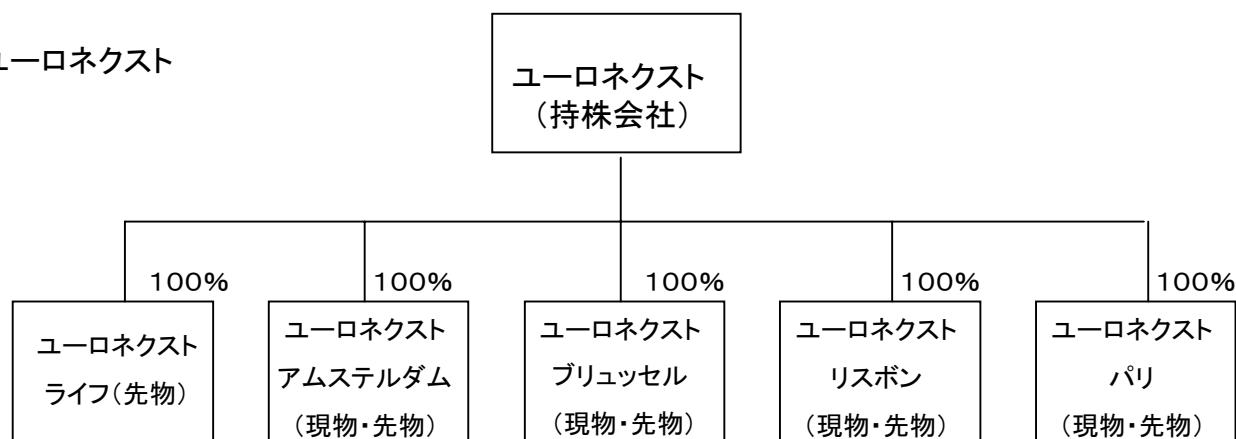 ユーロネクスト
ユーロネクスト
（持株会社）
100%
100%
100%
100%
100%
ユーロネクスト
ライフ（先物）
ユーロネクスト
アムステルダム
（現物・先物）
ユーロネクスト
ブリュッセル
（現物・先物）
ユーロネクスト
リスボン
（現物・先物）
ユーロネクスト
パリ
（現物・先物）